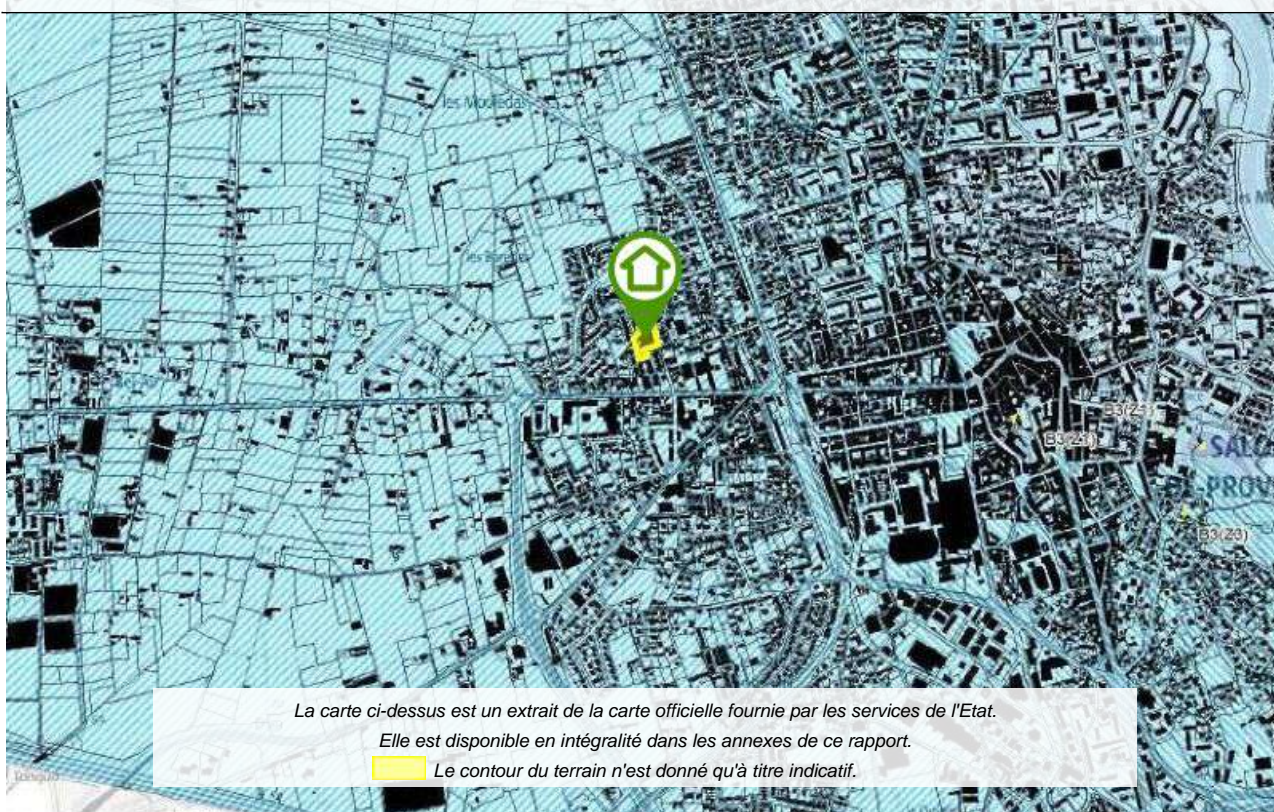 les Mouledas
B3(Z1)
B3(Z1)
B3(Z3)
La carte ci-dessus est un extrait de la carte officielle fournie par les services de l'Etat.
Elle est disponible en intégralité dans les annexes de ce rapport.
Le contour du terrain n'est donné qu'à titre indicatif.